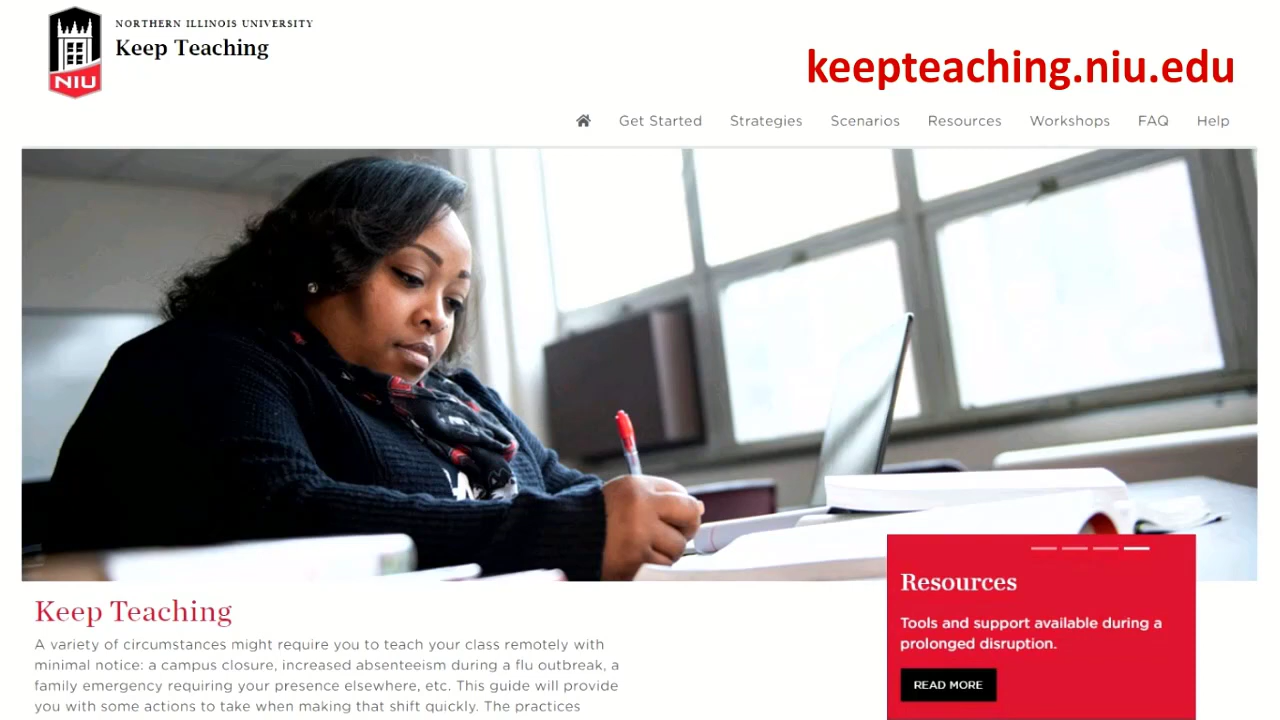 NORTHERN ILLINOIS UNIVERSITY
Keep Teaching
NIU
keepteaching.niu.edu
Get Started Strategies Scenarios Resources Workshops FAQ Help
Keep Teaching
A variety of circumstances might require you to teach your class remotely with
minimal notice: a campus closure, increased absenteeism during a flu outbreak, a
family emergency requiring your presence elsewhere, etc. This guide will provide
you with some actions to take when making that shift quickly. The practices
Resources
Tools and support available during a
prolonged disruption.
READ MORE